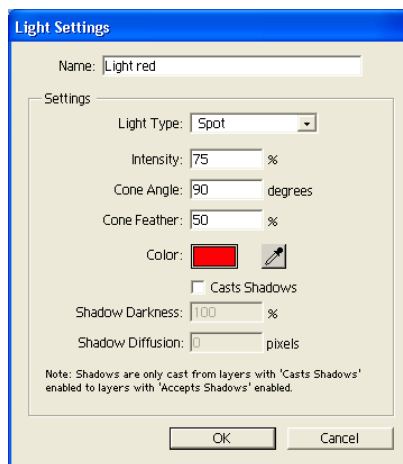 Light Settings
Name: Light red
Settings
Light Type: Spot
Intensity: 75 %
Cone Angle: 90 degrees
Cone Feather: 50 %
Color:
Casts Shadows
Shadow Darkness: 100 %
Shadow Diffusion: 0 pixels
Note: Shadows are only cast from layers with 'Casts Shadows'
enabled to layers with 'Accepts Shadows' enabled.
OK Cancel